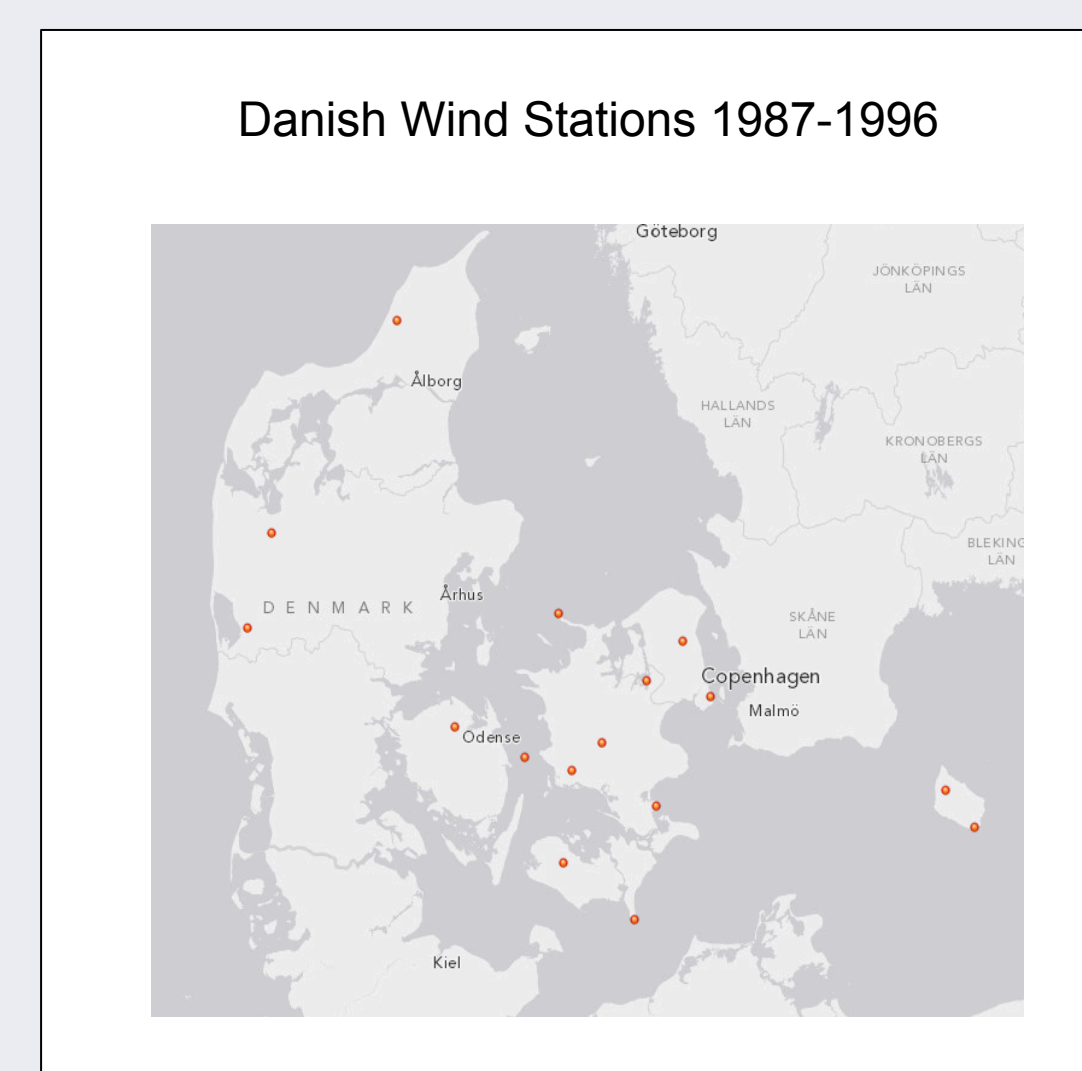 Danish Wind Stations 1987-1996
Göteborg
JÖNKÖPINGS
LÄN
Ålborg
HALLANDS
LÄN
KRONOBERGS
LÄN
BLEKING
LÄN
Århus
DENMARK
SKÅNE
LÄN
Copenhagen
Malmö
Odense
Kiel